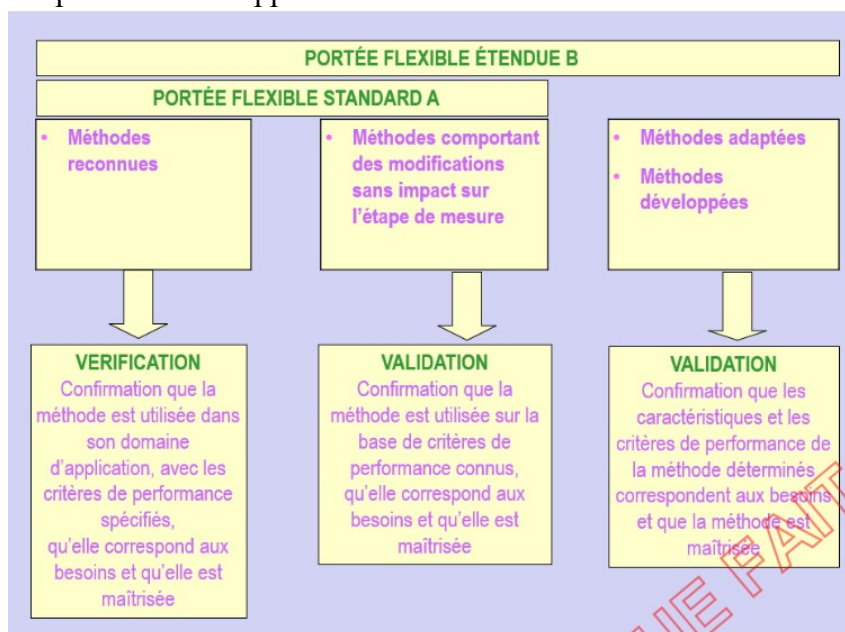 PORTÉE FLEXIBLE ÉTENDUE B
PORTÉE FLEXIBLE STANDARD A
• Méthodes
reconnues
• Méthodes comportant
des modifications
sans impact sur
l'étape de mesure
• Méthodes adaptées
• Méthodes
développées
VERIFICATION
Confirmation que la
méthode est utilisée dans
son domaine
d'application, avec les
critères de performance
spécifiés,
qu'elle correspond aux
besoins et qu'elle est
maîtrisée
VALIDATION
Confirmation que la
méthode est utilisée sur la
base de critères de
performance connus,
qu'elle correspond aux
besoins et qu'elle est
maîtrisée
VALIDATION
Confirmation que les
caractéristiques et les
critères de performance de
la méthode déterminés
correspondent aux besoins
et que la méthode est
maîtrisée
FAIT